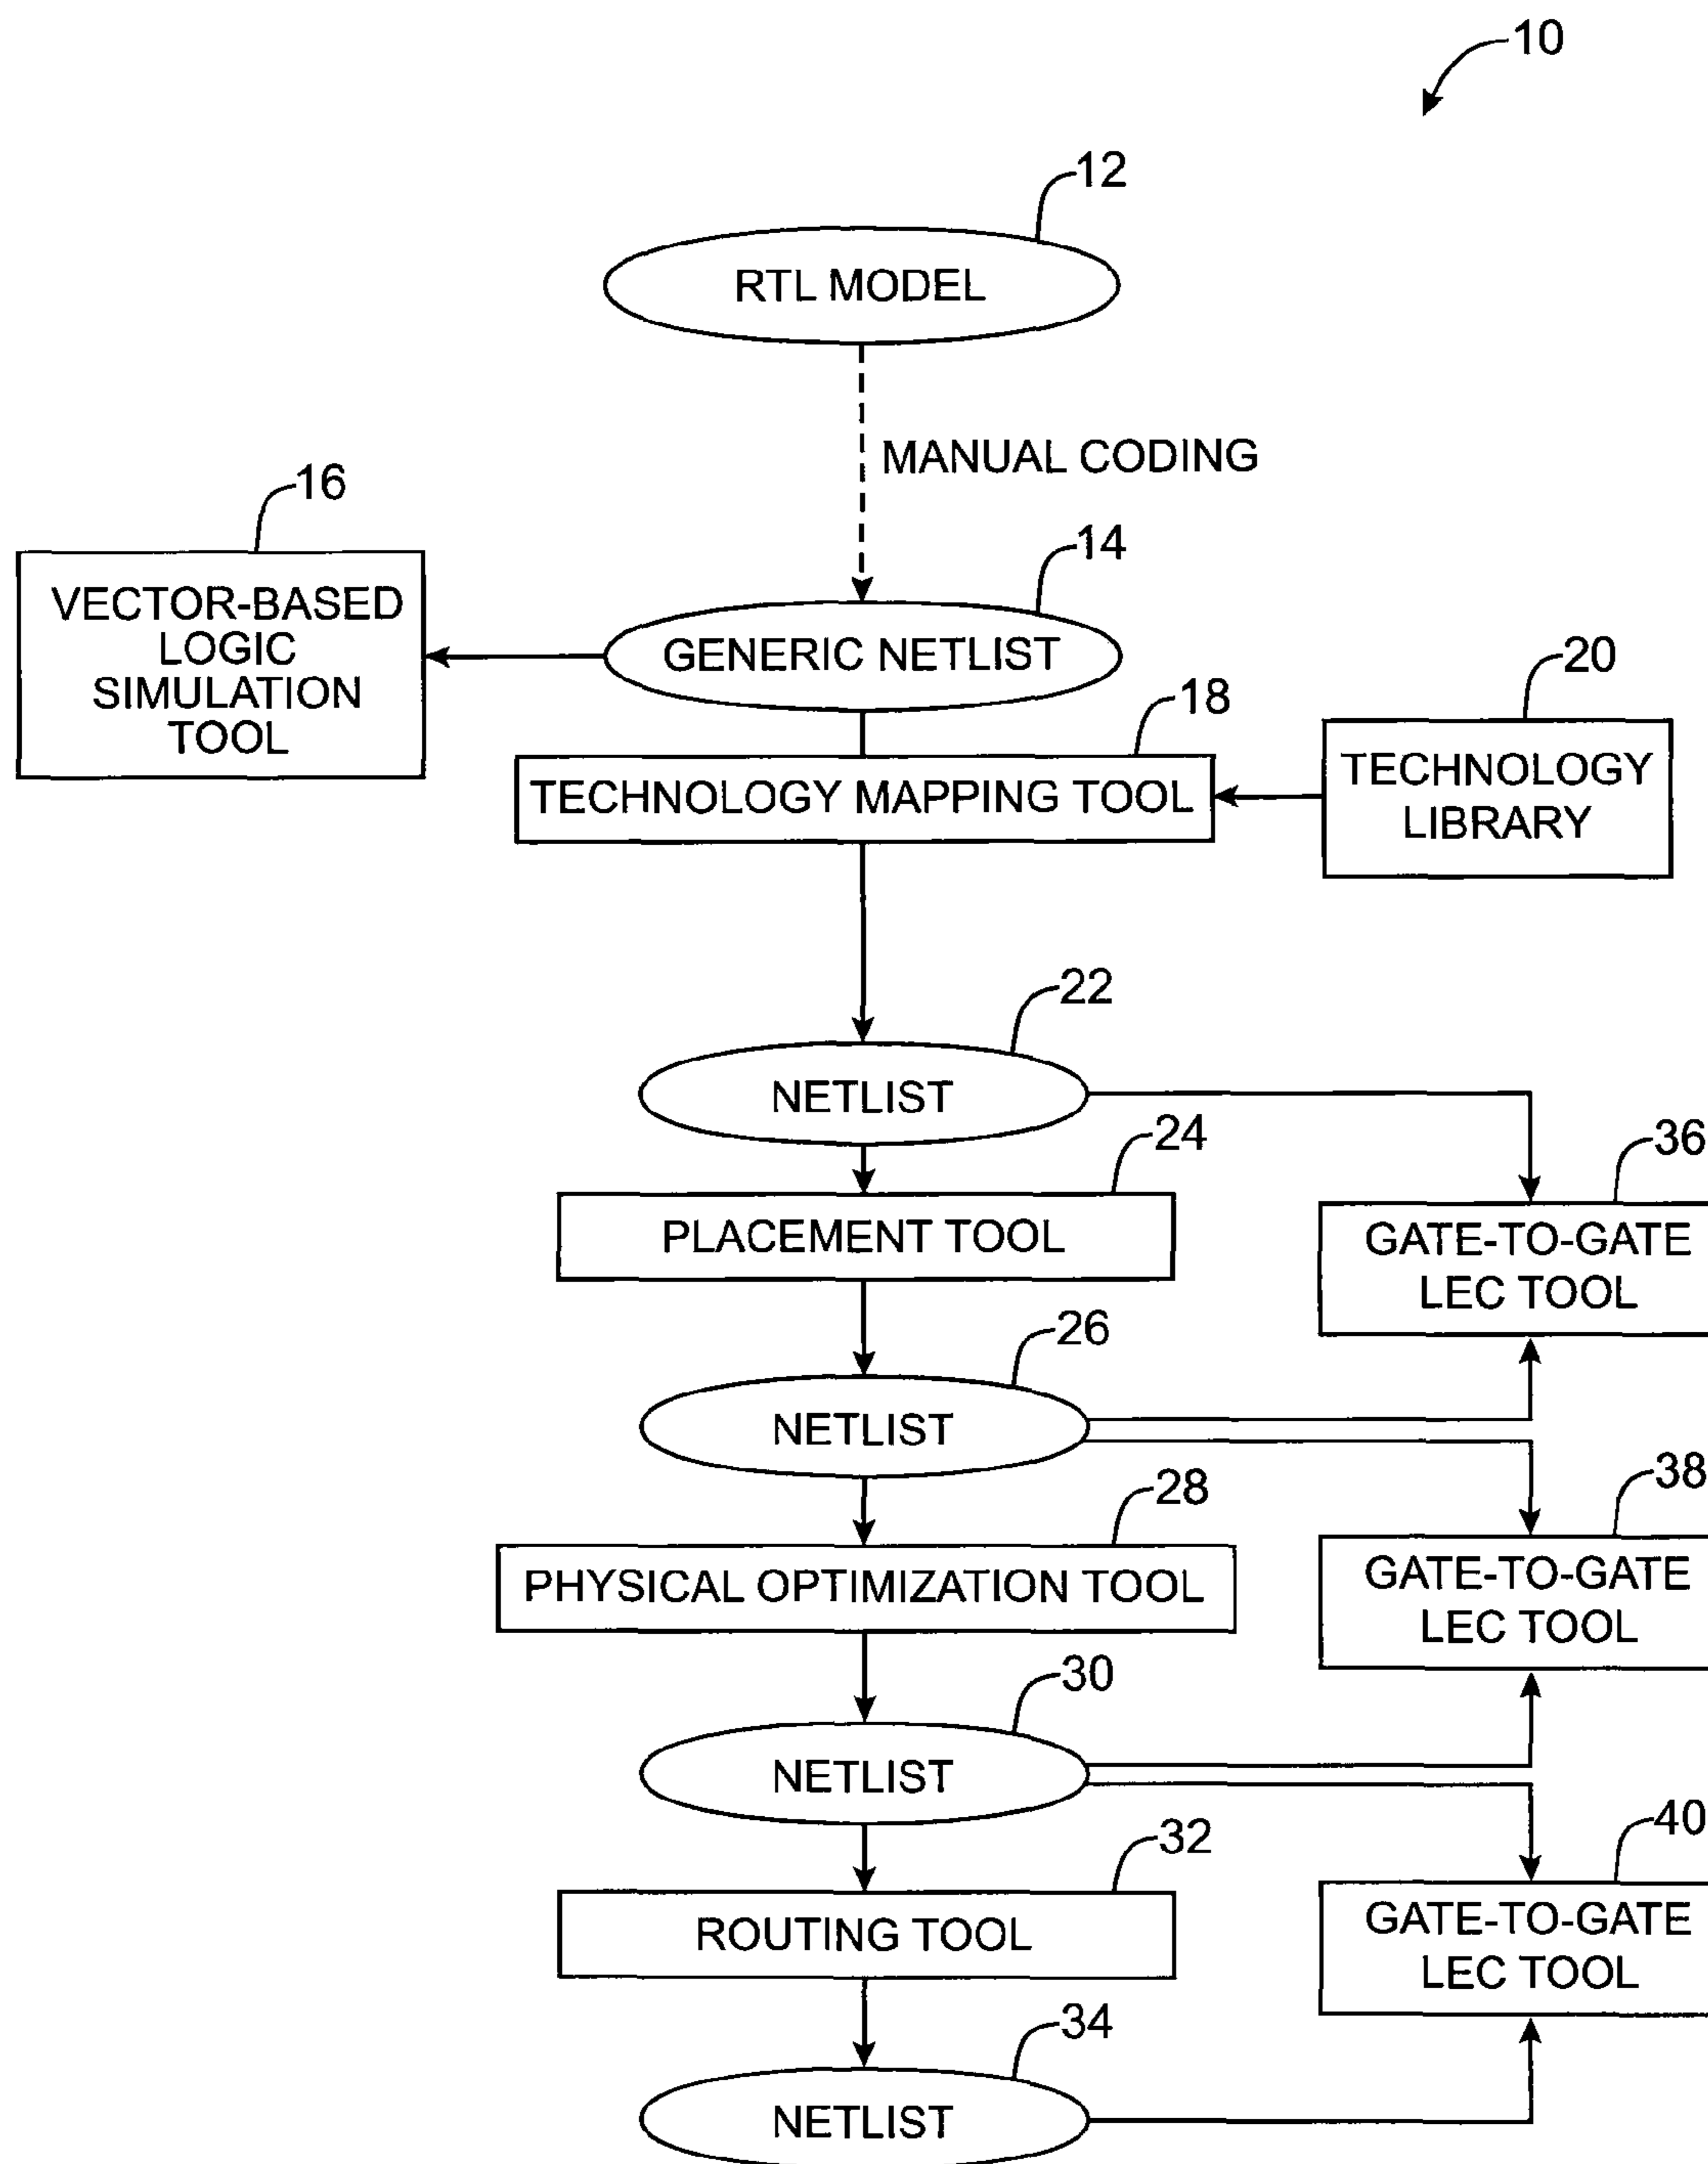 10
12
RTL MODEL
MANUAL CODING
16
14
VECTOR-BASED
LOGIC
SIMULATION
TOOL
GENERIC NETLIST
18
20
TECHNOLOGY MAPPING TOOL
TECHNOLOGY
LIBRARY
22
NETLIST
24
36
PLACEMENT TOOL
GATE-TO-GATE
LEC TOOL
26
NETLIST
28
38
PHYSICAL OPTIMIZATION TOOL
GATE-TO-GATE
LEC TOOL
30
NETLIST
32
40
ROUTING TOOL
GATE-TO-GATE
LEC TOOL
34
NETLIST